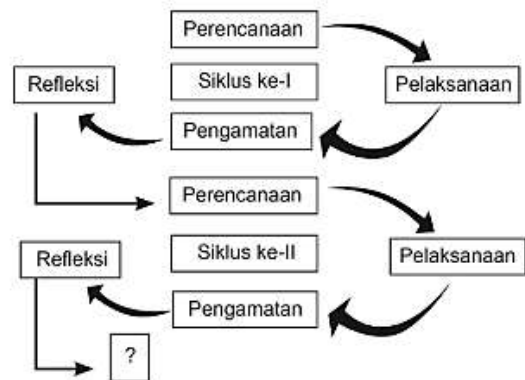 Perencanaan
Refleksi
Siklus ke-I
Pelaksanaan
Pengamatan
Perencanaan
Refleksi
Siklus ke-II
Pelaksanaan
Pengamatan
?